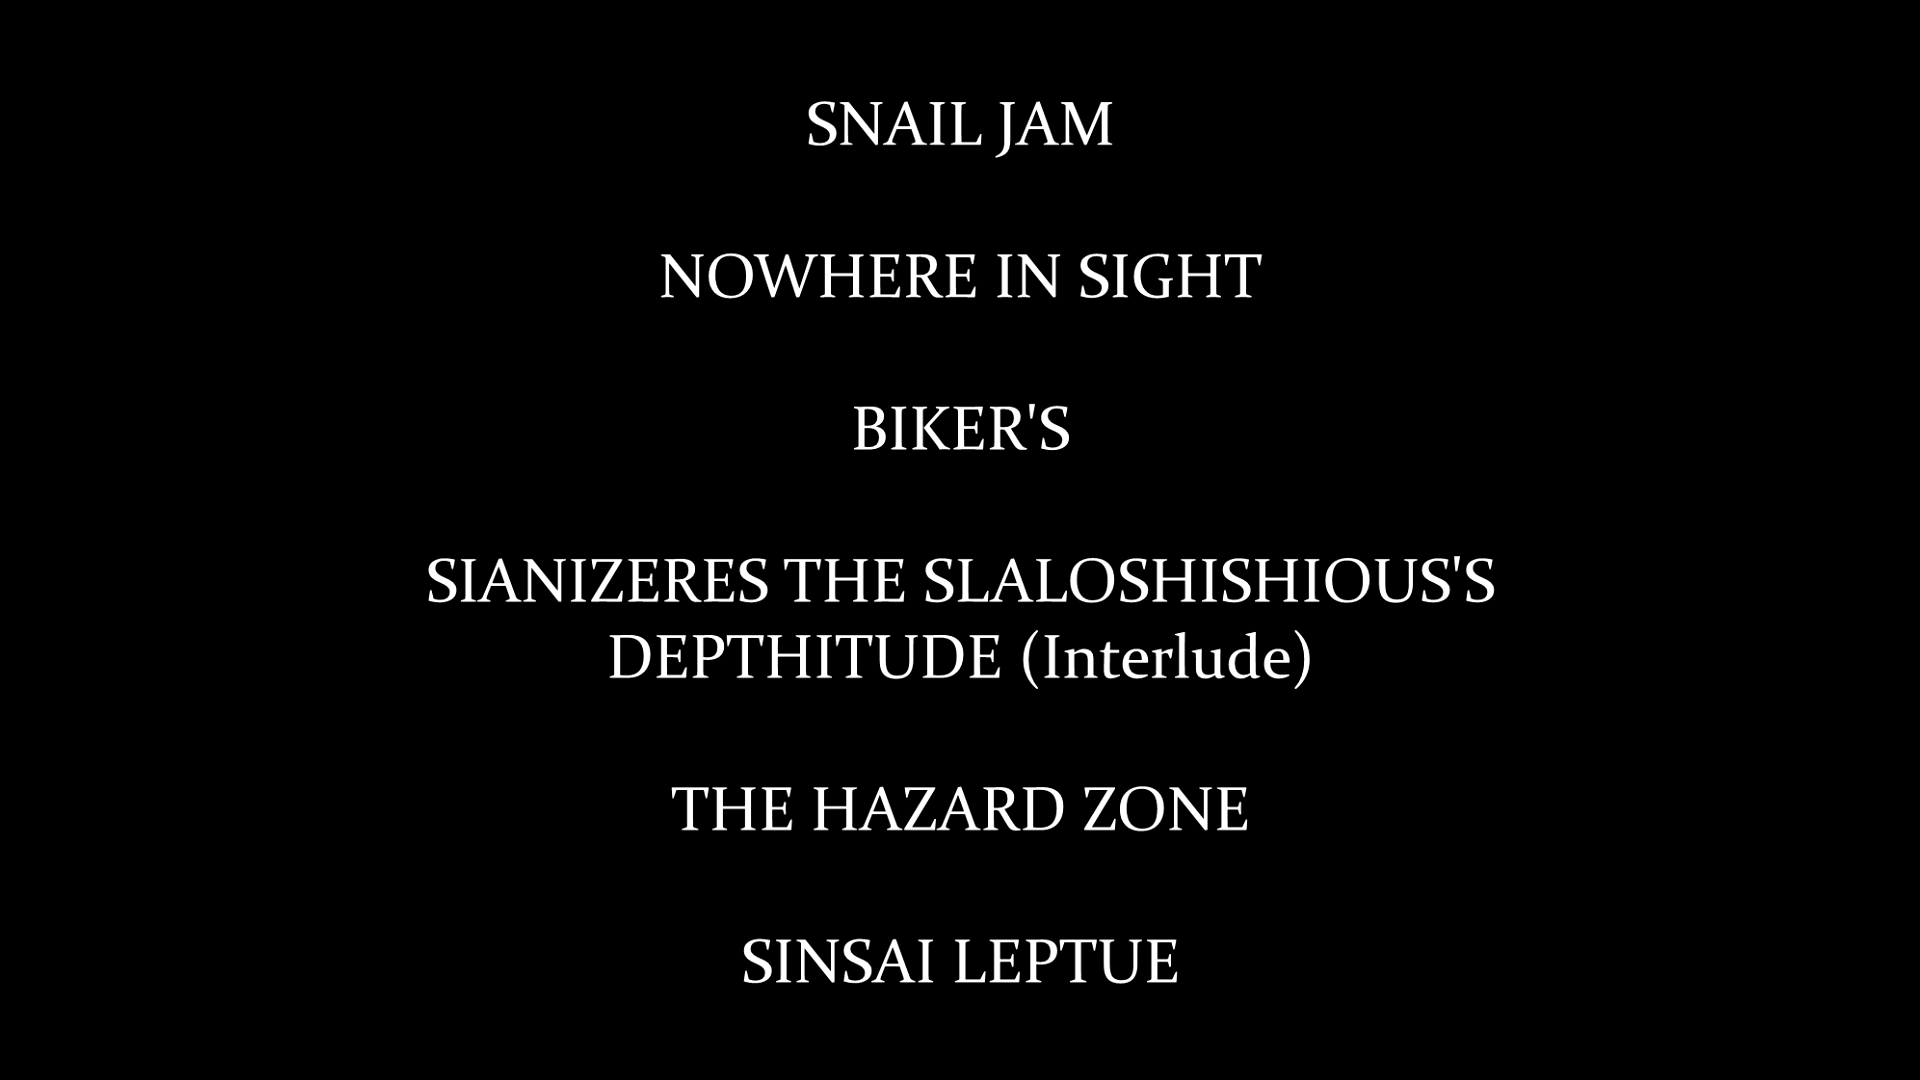 SNAIL JAM
NOWHERE IN SIGHT
BIKER'S
SIANIZERES THE SLALOSHISHIOUS'S
DEPTHITUDE (Interlude)
THE HAZARD ZONE
SINSAI LEPTUE